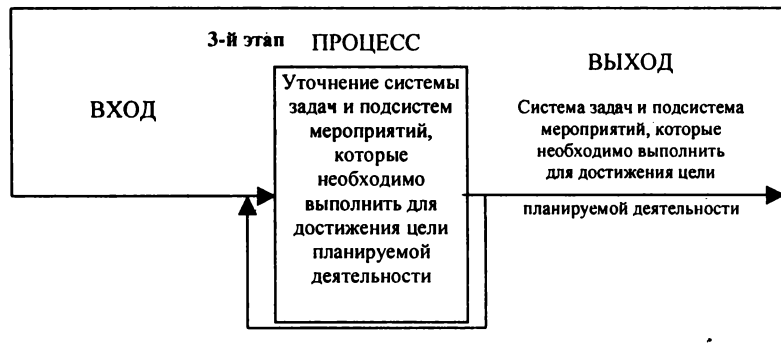 3-й этап ПРОЦЕСС
ВЫХОД
ВХОД
Уточнение системы
задач и подсистем
мероприятий,
которые
необходимо
выполнить для
достижения цели
планируемой
деятельности
Система задач и подсистема
мероприятий, которые
необходимо выполнить
для достижения цели
планируемой деятельности